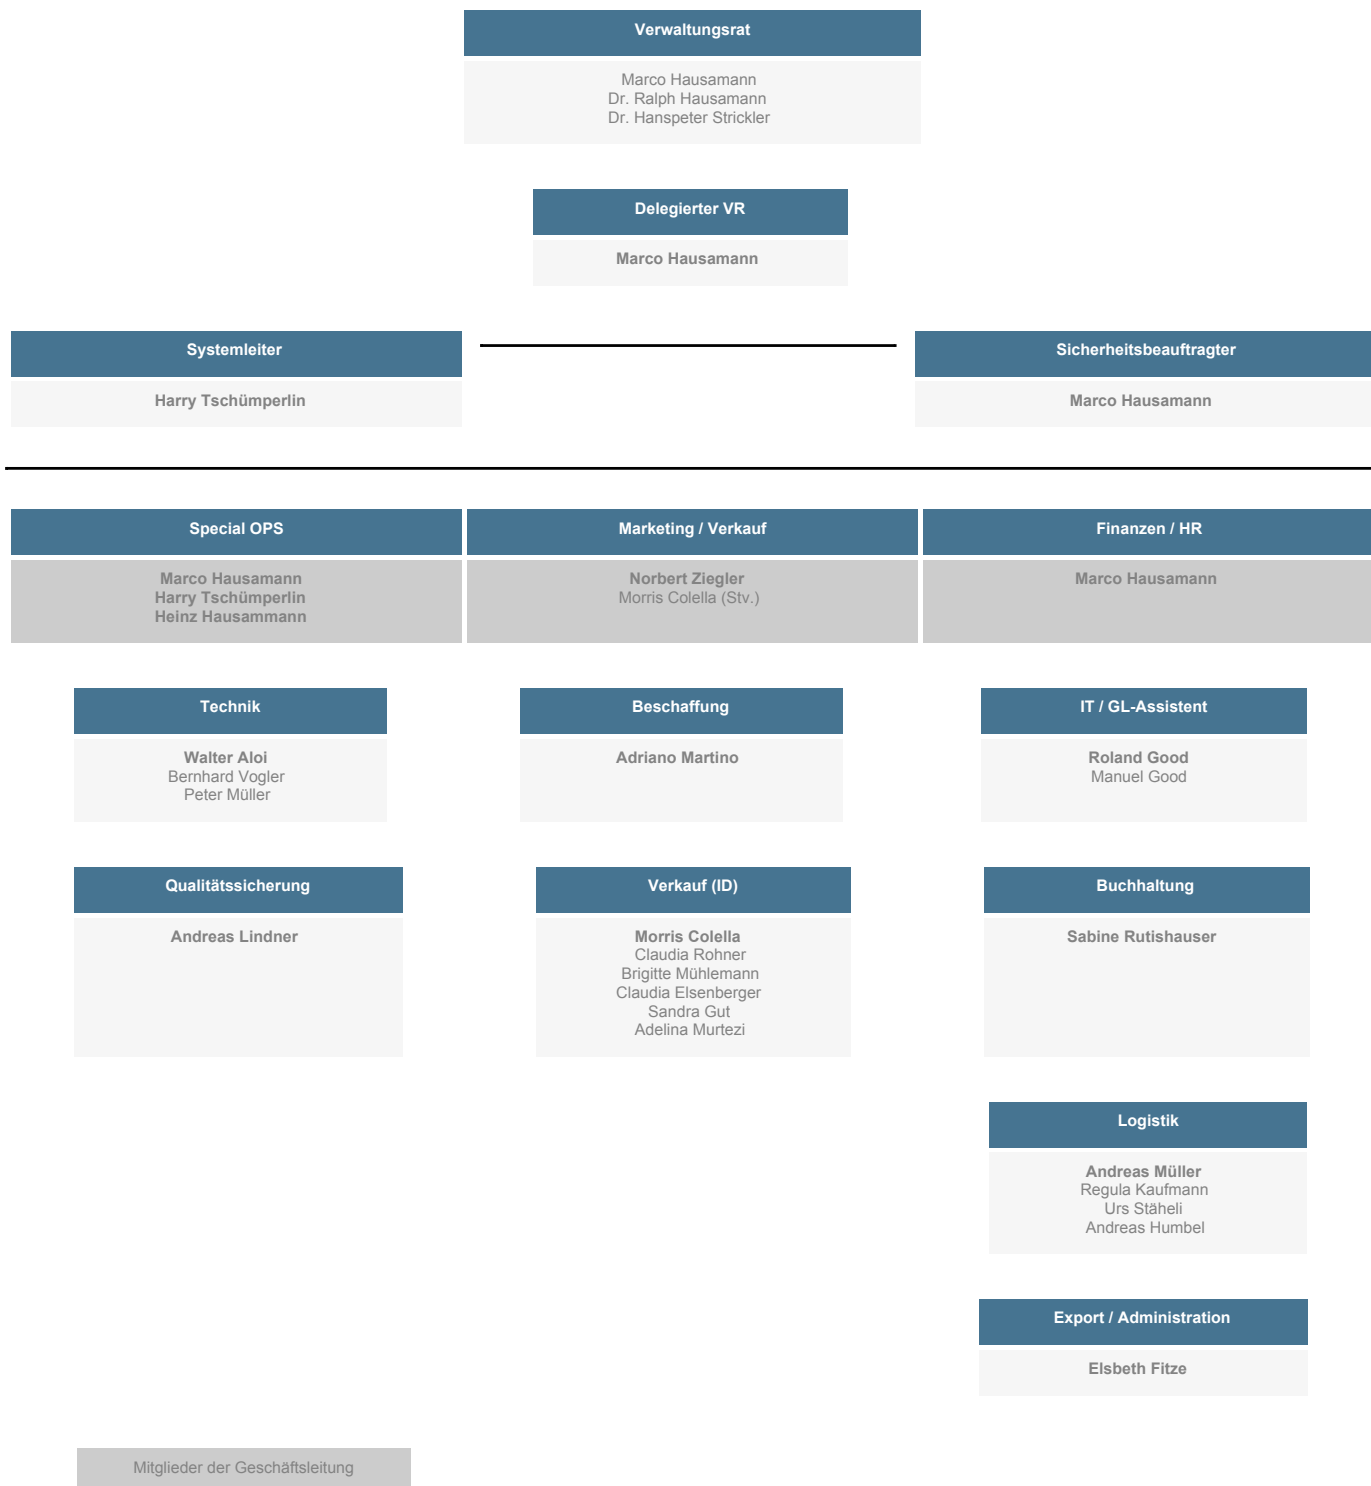 Verwaltungsrat
Marco Hausamann
Dr. Ralph Hausamann
Dr. Hanspeter Strickler
Delegierter VR
Marco Hausamann
Systemleiter
Harry Tschümperlin
Sicherheitsbeauftragter
Marco Hausamann
Special OPS
Marco Hausamann
Harry Tschümperlin
Heinz Hausammann
Marketing / Verkauf
Norbert Ziegler
Morris Colella (Stv.)
Finanzen / HR
Marco Hausamann
Technik
Walter Aloi
Bernhard Vogler
Peter Müller
Beschaffung
Adriano Martino
IT / GL-Assistent
Roland Good
Manuel Good
Qualitätssicherung
Andreas Lindner
Verkauf (ID)
Morris Colella
Claudia Rohner
Brigitte Mühlemann
Claudia Elsenberger
Sandra Gut
Adelina Murtezi
Buchhaltung
Sabine Rutishauser
Logistik
Andreas Müller
Regula Kaufmann
Urs Stäheli
Andreas Humbel
Export / Administration
Elsbeth Fitze
Mitglieder der Geschäftsleitung